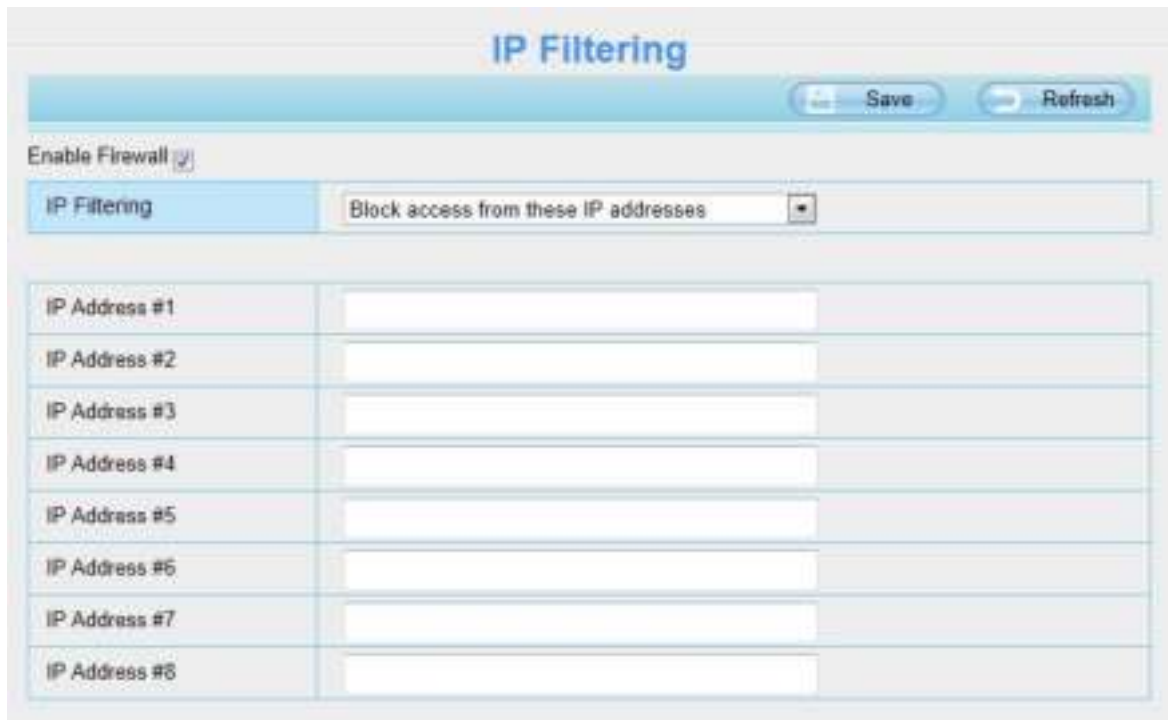 IP Filtering
Save Refresh
Enable Firewall
IP Filtering Block access from these IP addresses
IP Address #1
IP Address #2
IP Address #3
IP Address #4
IP Address #5
IP Address #6
IP Address #7
IP Address #8